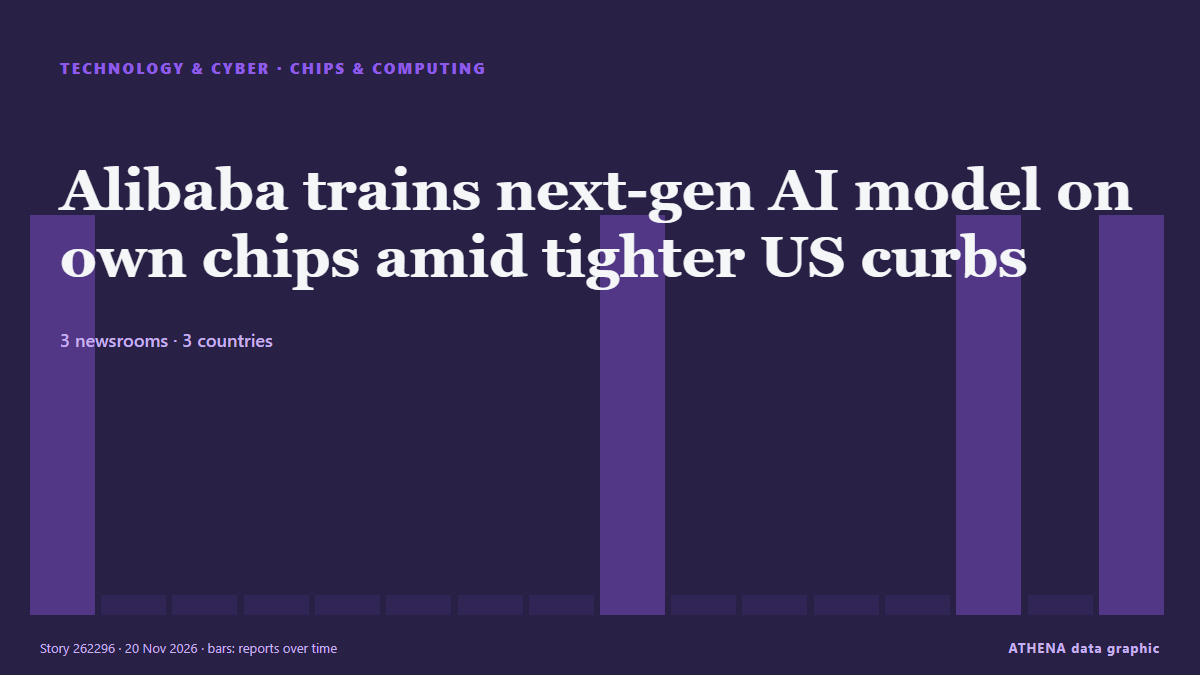 TECHNOLOGY & CYBER · CHIPS & COMPUTING
Alibaba trains next-gen AI model on
own chips amid tighter US curbs
3 newsrooms · 3 countries
Story 262296 · 20 Nov 2026 · bars: reports over time
ATHENA data graphic